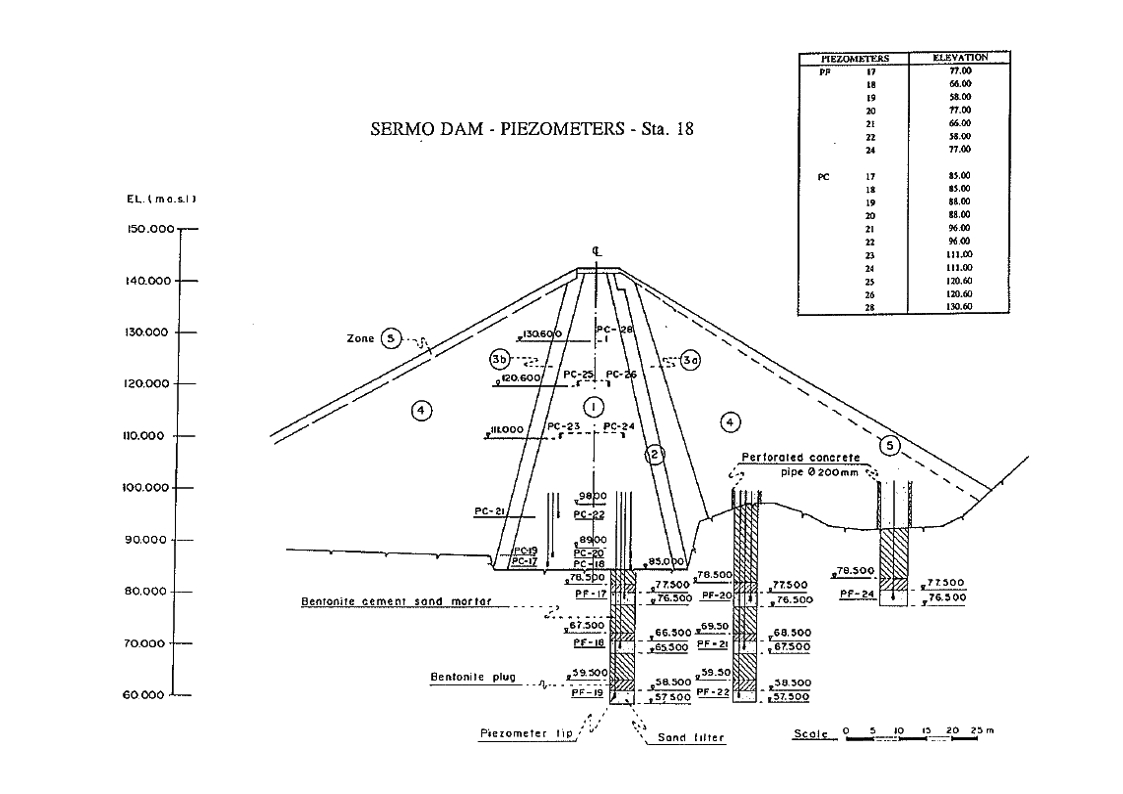 PIEZOMETERS ELEVATION
PF 17 77.00
18 66.00
19 58.00
20 77.00
21 66.00
22 58.00
24 77.00
PC 17 85.00
18 85.00
19 88.00
20 88.00
21 96.00
22 96.00
23 111.00
24 111.00
25 120.60
26 120.60
28 130.60
SERMO DAM - PIEZOMETERS - Sta. 18
EL. (m a.s.l)
150.000
140.000
130.000
120.000
110.000
100.000
90.000
80.000
70.000
60.000
℄
130.600 PC-28
Zone 5
3b 3a
PC-25 PC-26
120.600
4 1 4
PC-23 PC-24
111.000
5
2
Perforated concrete
pipe Ø 200mm
98.00
PC-21 PC-22
89.00
PC-19 PC-20
PC-17 PC-18 85.000
78.500 77.500 78.500 77.500 78.500 77.500
PF-17 76.500 PF-20 76.500 PF-24 76.500
Bentonite cement sand mortar
67.500 66.500 69.50 68.500
PF-18 65.500 PF-21 67.500
59.500 58.500 59.50 58.500
Bentonite plug
PF-19 57.500 PF-22 57.500
Piezometer tip Sand filter
Scale 0 5 10 15 20 25 m